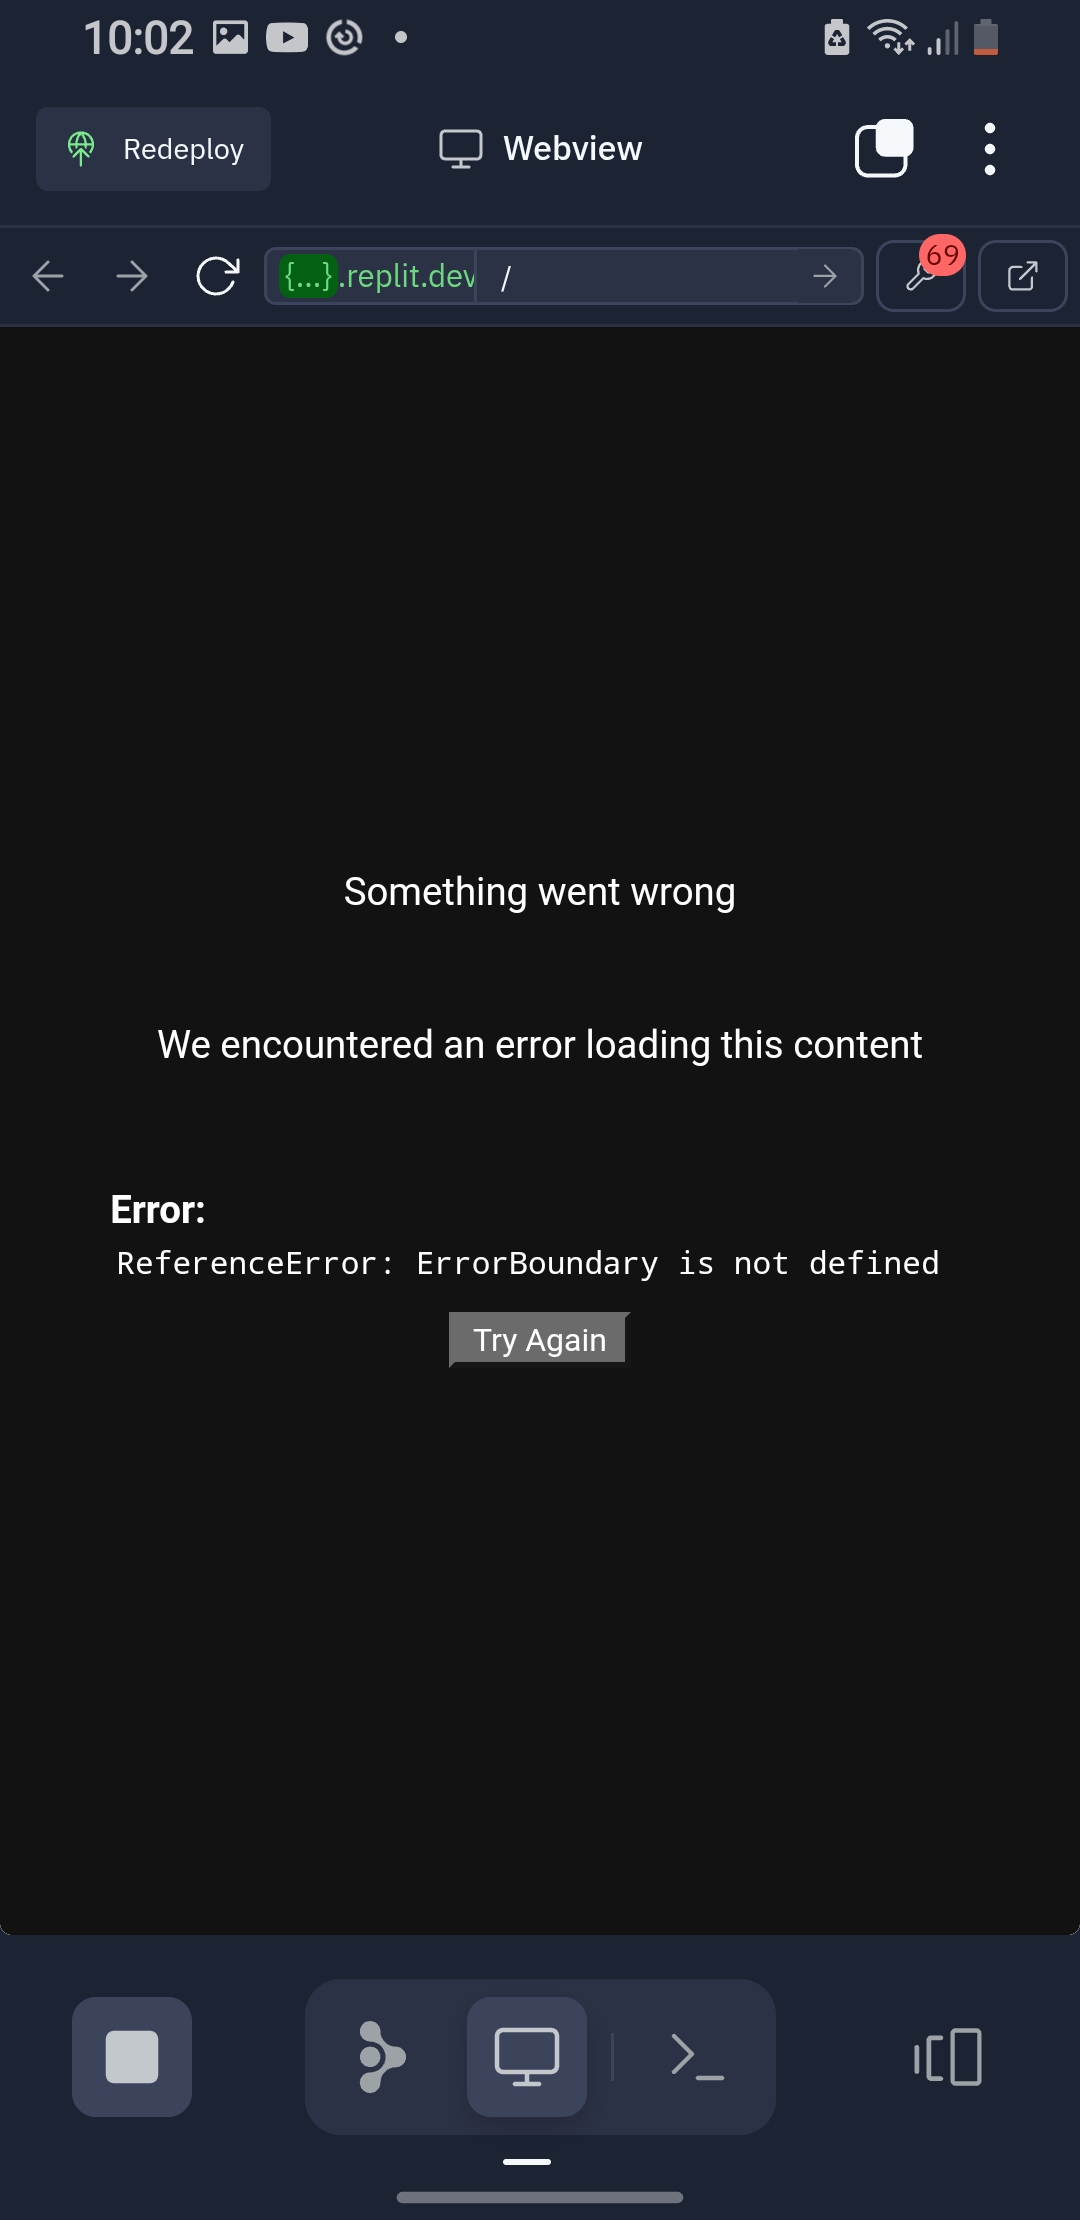 10:02
Redeploy
Webview
{...}.replit.dev
/
69
Something went wrong
We encountered an error loading this content
Error:
ReferenceError: ErrorBoundary is not defined
Try Again